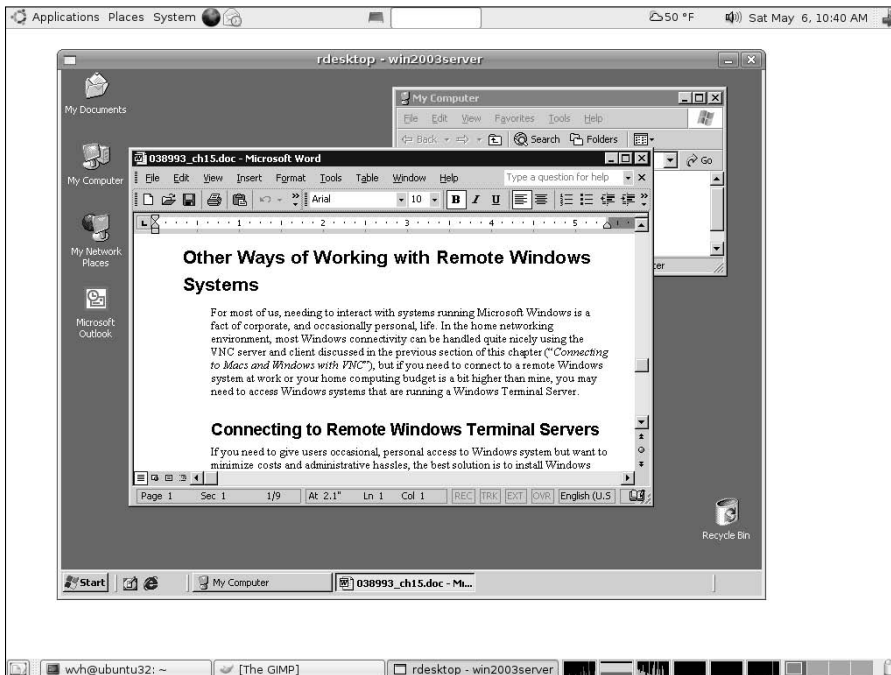 Applications Places System
50 °F
Sat May 6, 10:40 AM
rdesktop - win2003server
My Documents
My Computer
My Network
Places
Microsoft
Outlook
My Computer
File Edit View Favorites Tools Help
Back
Search
Folders
Go
038993_ch15.doc - Microsoft Word
File Edit View Insert Format Tools Table Window Help
Type a question for help
Arial
10
B I U
1 2 3 4 5
Other Ways of Working with Remote Windows
Systems
For most of us, needing to interact with systems running Microsoft Windows is a
fact of corporate, and occasionally personal, life. In the home networking
environment, most Windows connectivity can be handled quite nicely using the
VNC server and client discussed in the previous section of this chapter (“Connecting
to Macs and Windows with VNC”), but if you need to connect to a remote Windows
system at work or your home computing budget is a bit higher than mine, you may
need to access Windows systems that are running a Windows Terminal Server.
Connecting to Remote Windows Terminal Servers
If you need to give users occasional, personal access to Windows system but want to
minimize costs and administrative hassles, the best solution is to install Windows
Page 1 Sec 1 1/9 At 2.1" Ln 1 Col 1 REC TRK EXT OVR English (U.S
Recycle Bin
Start
My Computer
038993_ch15.doc - Mi...
wvh@ubuntu32: ~
[The GIMP]
rdesktop - win2003server